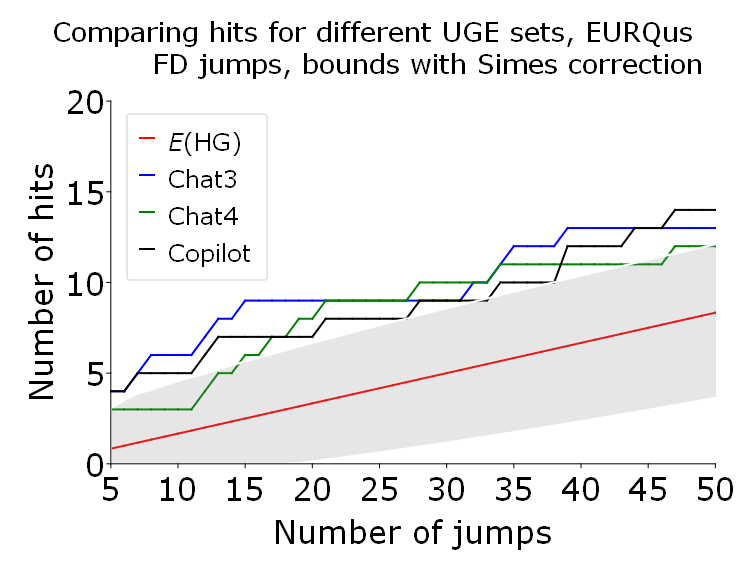 Comparing hits for different UGE sets, EURQus
FD jumps, bounds with Simes correction
20
15
10
5
0
Number of hits
E(HG)
Chat3
Chat4
Copilot
5 10 15 20 25 30 35 40 45 50
Number of jumps